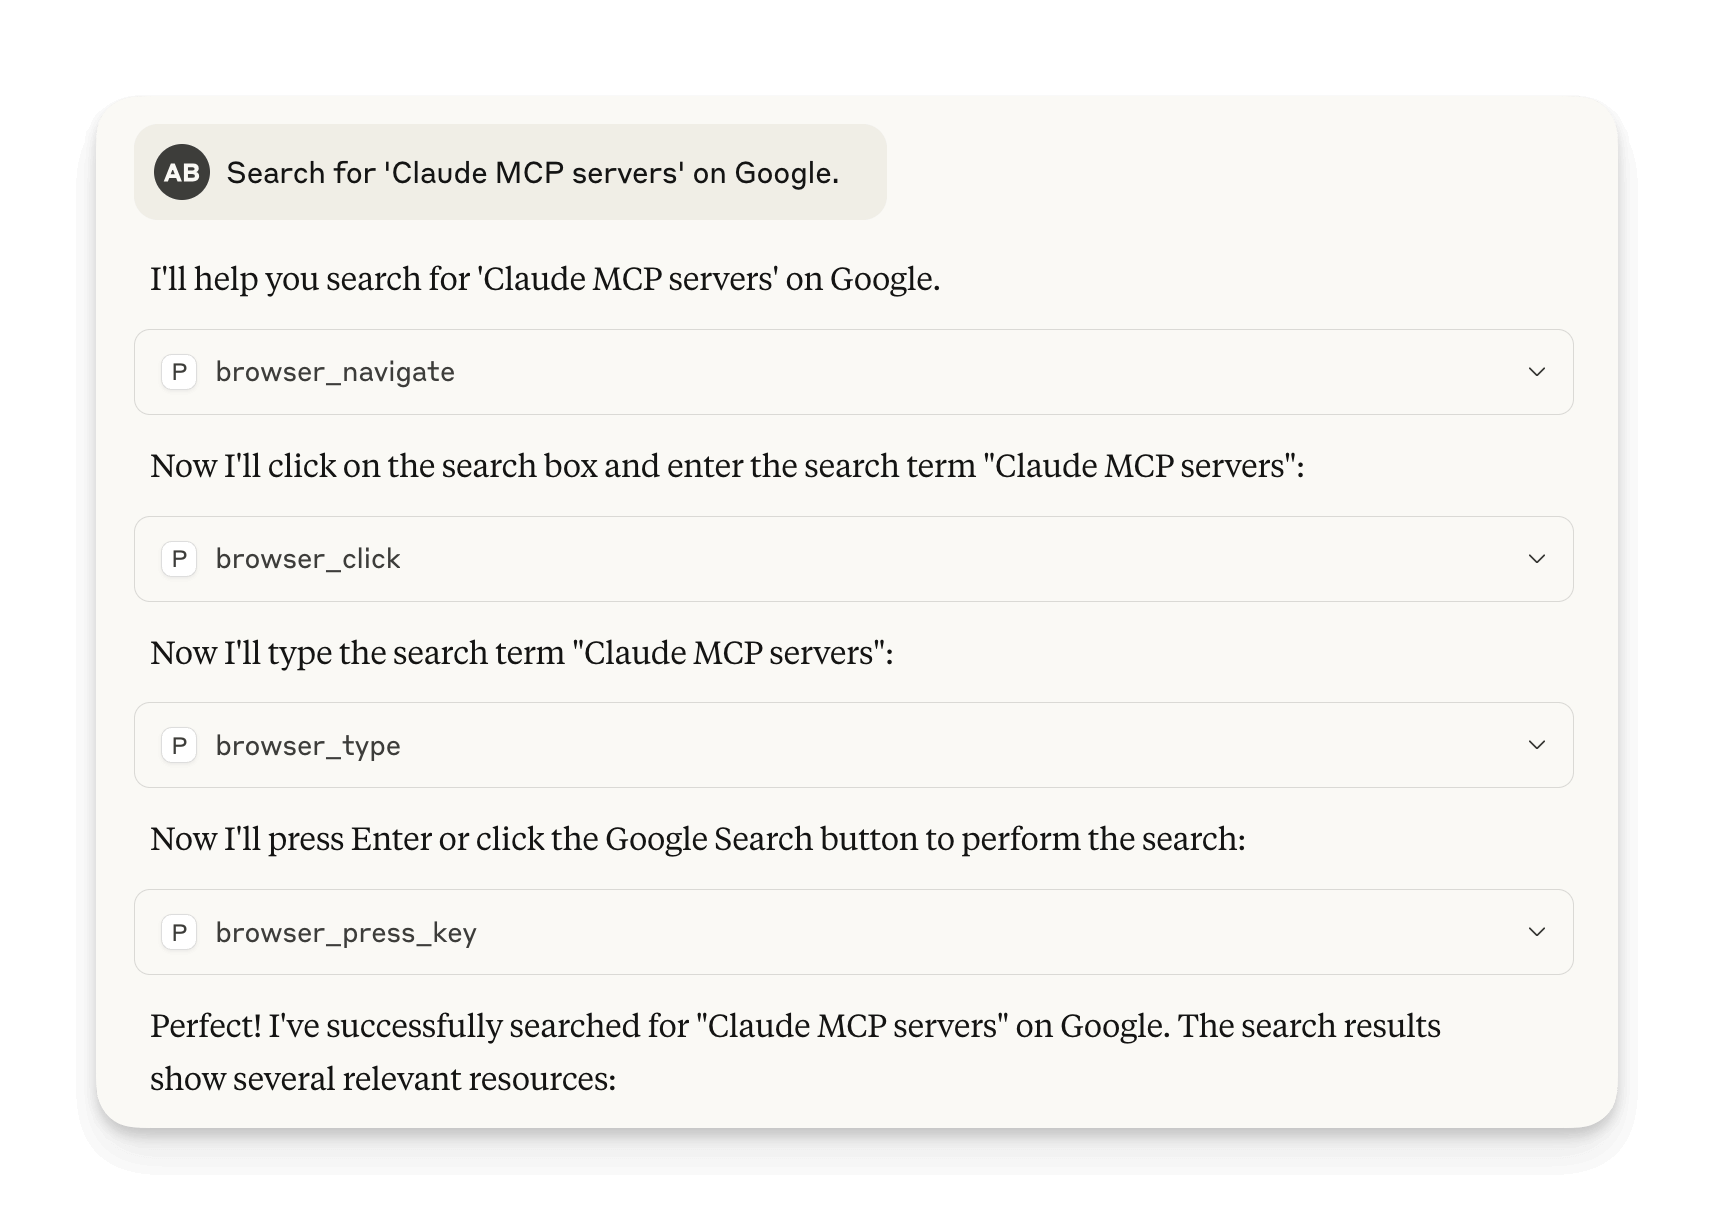 AB Search for 'Claude MCP servers' on Google.
I'll help you search for 'Claude MCP servers' on Google.
P browser_navigate
Now I'll click on the search box and enter the search term "Claude MCP servers":
P browser_click
Now I'll type the search term "Claude MCP servers":
P browser_type
Now I'll press Enter or click the Google Search button to perform the search:
P browser_press_key
Perfect! I've successfully searched for "Claude MCP servers" on Google. The search results
show several relevant resources: